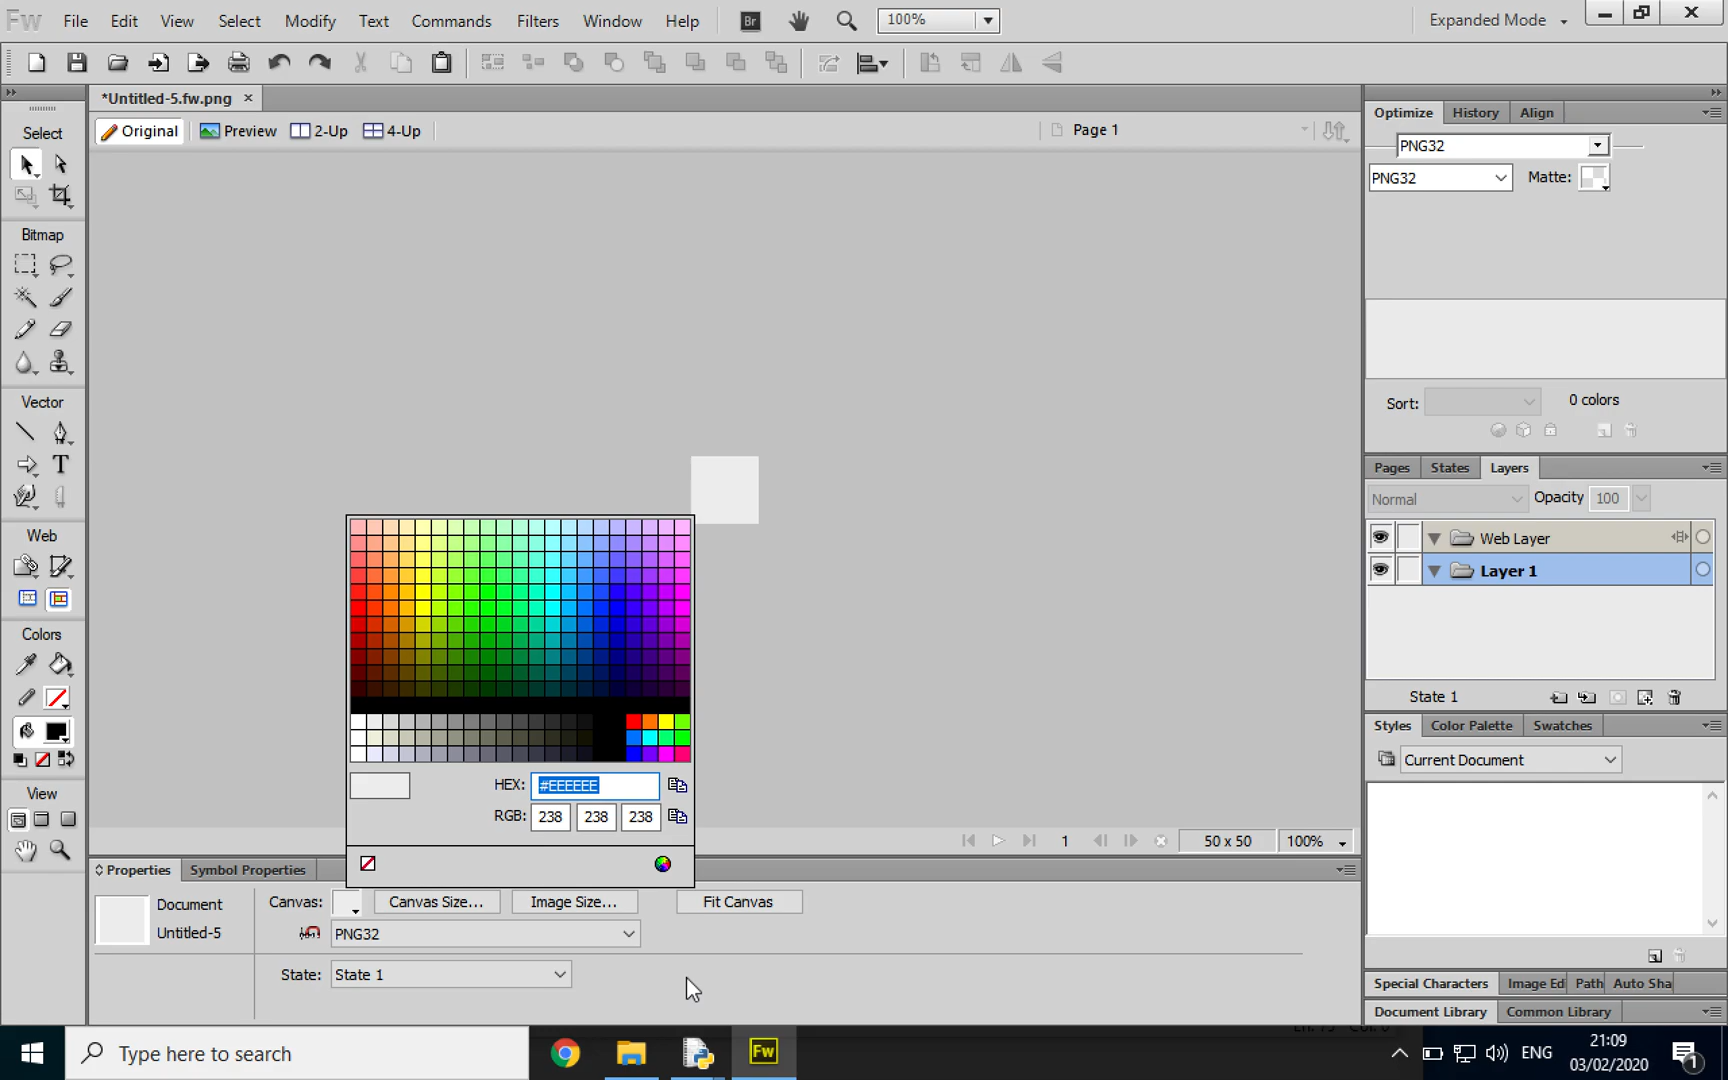 Fw File Edit View Select Modify Text Commands Filters Window Help Br 100% Expanded Mode
*Untitled-5.fw.png
Original Preview 2-Up 4-Up Page 1
Select
Bitmap
Vector
T
Web
Colors
View
Optimize History Align
PNG32
PNG32 Matte:
Sort: 0 colors
Pages States Layers
Normal Opacity 100
Web Layer
Layer 1
State 1
Styles Color Palette Swatches
Current Document
HEX: #EEEEEE
RGB: 238 238 238
1 50 x 50 100%
Properties Symbol Properties
Document Canvas: Canvas Size... Image Size... Fit Canvas
Untitled-5 PNG32
State: State 1
Special Characters Image Ed Path Auto Sha
Document Library Common Library
Type here to search Fw ENG 21:09
03/02/2020 1